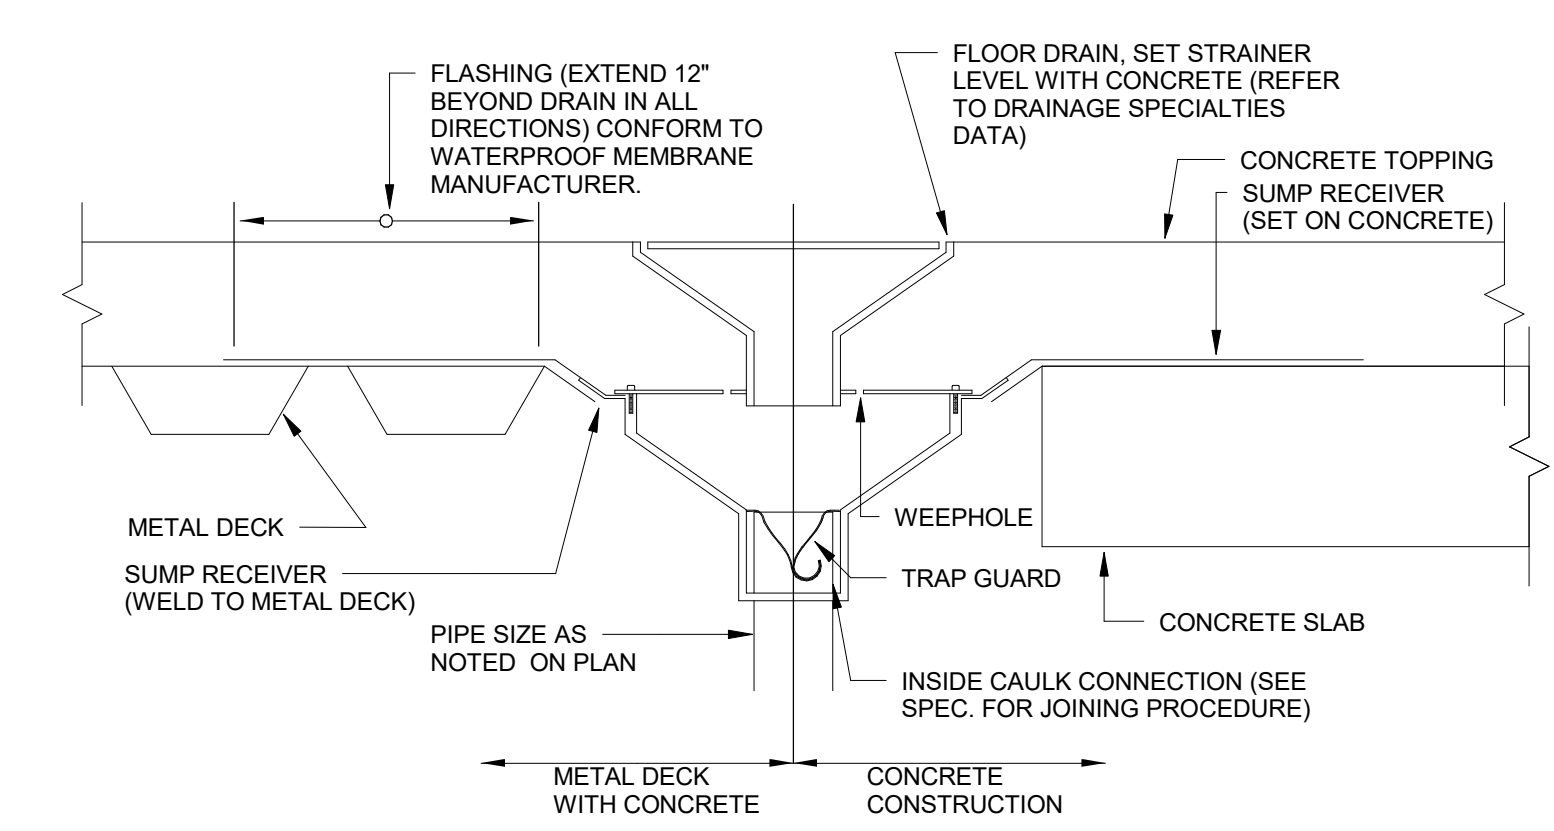 FLASHING (EXTEND 12"
BEYOND DRAIN IN ALL
DIRECTIONS) CONFORM TO
WATERPROOF MEMBRANE
MANUFACTURER.
FLOOR DRAIN, SET STRAINER
LEVEL WITH CONCRETE (REFER
TO DRAINAGE SPECIALTIES
DATA)
CONCRETE TOPPING
SUMP RECEIVER
(SET ON CONCRETE)
METAL DECK
SUMP RECEIVER
(WELD TO METAL DECK)
PIPE SIZE AS
NOTED ON PLAN
WEEPHOLE
TRAP GUARD
CONCRETE SLAB
INSIDE CAULK CONNECTION (SEE
SPEC. FOR JOINING PROCEDURE)
METAL DECK
WITH CONCRETE
CONCRETE
CONSTRUCTION